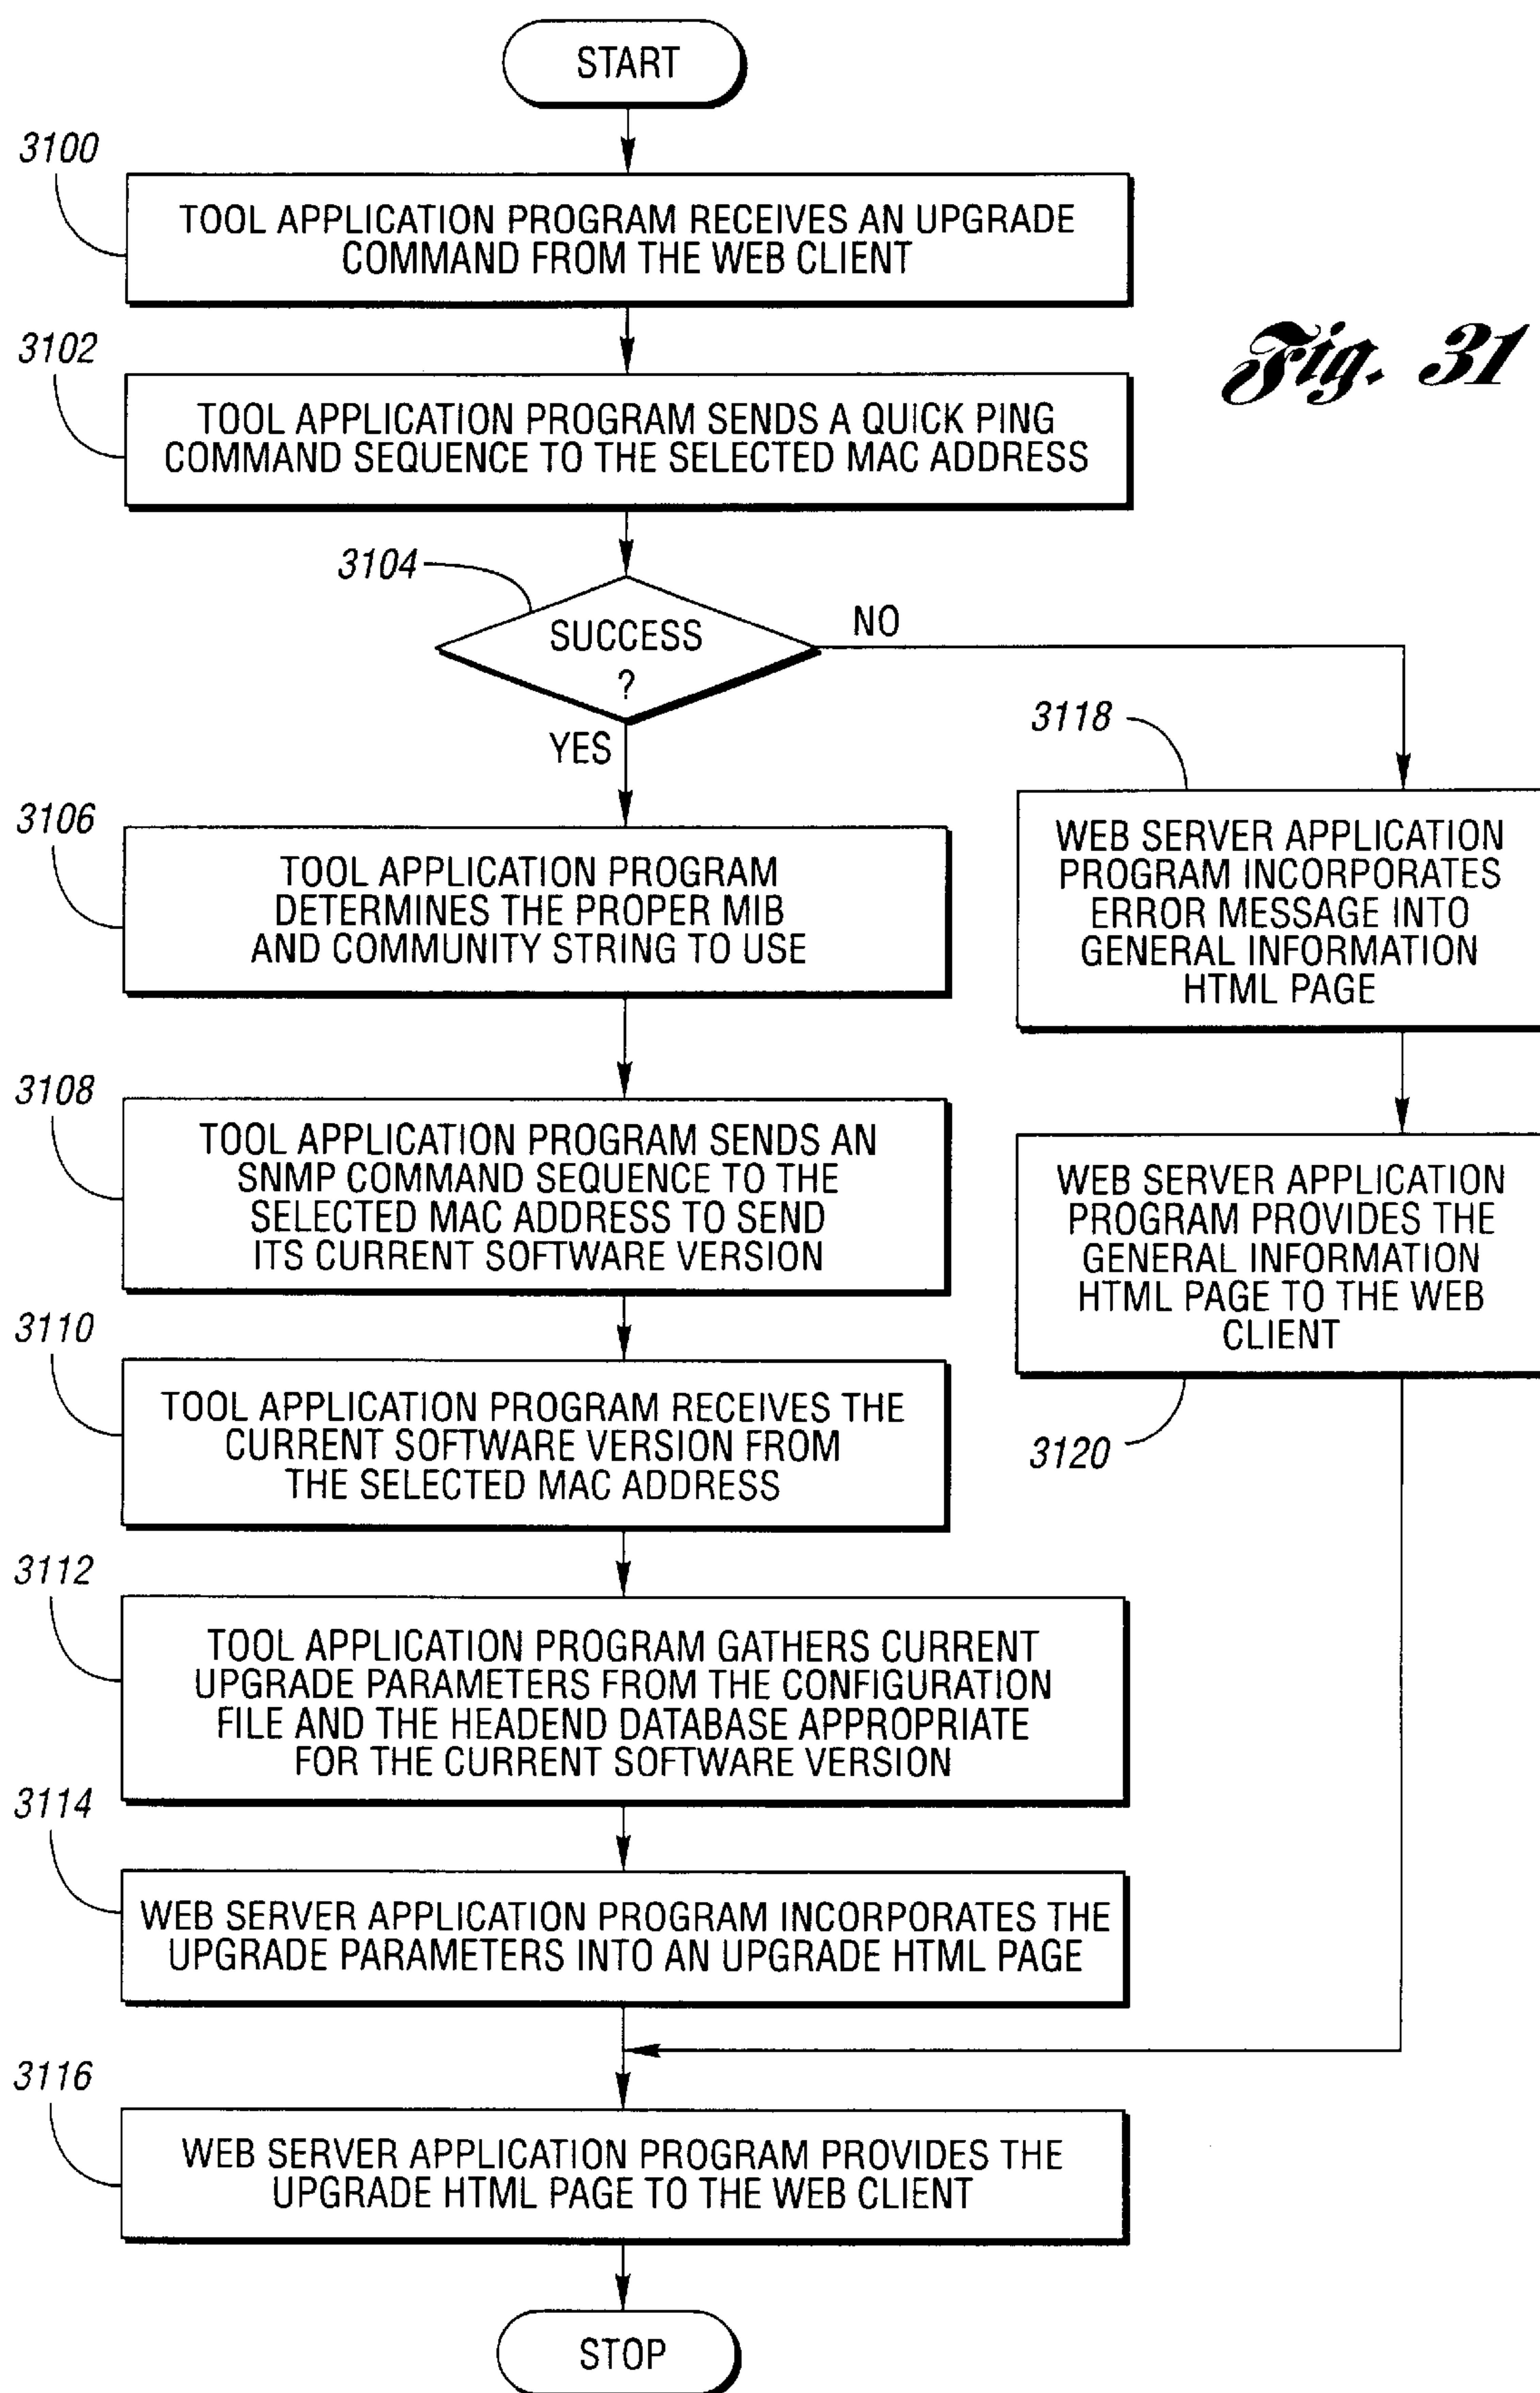 START
3100
TOOL APPLICATION PROGRAM RECEIVES AN UPGRADE
COMMAND FROM THE WEB CLIENT
3102
Fig. 31
TOOL APPLICATION PROGRAM SENDS A QUICK PING
COMMAND SEQUENCE TO THE SELECTED MAC ADDRESS
3104
SUCCESS
?
NO
YES
3106
TOOL APPLICATION PROGRAM
DETERMINES THE PROPER MIB
AND COMMUNITY STRING TO USE
3118
WEB SERVER APPLICATION
PROGRAM INCORPORATES
ERROR MESSAGE INTO
GENERAL INFORMATION
HTML PAGE
3108
TOOL APPLICATION PROGRAM SENDS AN
SNMP COMMAND SEQUENCE TO THE
SELECTED MAC ADDRESS TO SEND
ITS CURRENT SOFTWARE VERSION
WEB SERVER APPLICATION
PROGRAM PROVIDES THE
GENERAL INFORMATION
HTML PAGE TO THE WEB
CLIENT
3120
3110
TOOL APPLICATION PROGRAM RECEIVES THE
CURRENT SOFTWARE VERSION FROM
THE SELECTED MAC ADDRESS
3112
TOOL APPLICATION PROGRAM GATHERS CURRENT
UPGRADE PARAMETERS FROM THE CONFIGURATION
FILE AND THE HEADEND DATABASE APPROPRIATE
FOR THE CURRENT SOFTWARE VERSION
3114
WEB SERVER APPLICATION PROGRAM INCORPORATES THE
UPGRADE PARAMETERS INTO AN UPGRADE HTML PAGE
3116
WEB SERVER APPLICATION PROGRAM PROVIDES THE
UPGRADE HTML PAGE TO THE WEB CLIENT
STOP